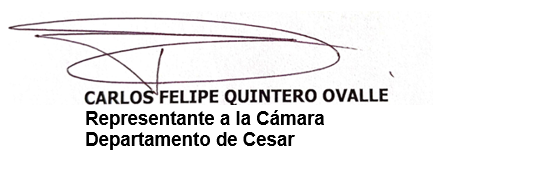 CARLOS FELIPE QUINTERO OVALLE
Representante a la Cámara
Departamento de Cesar